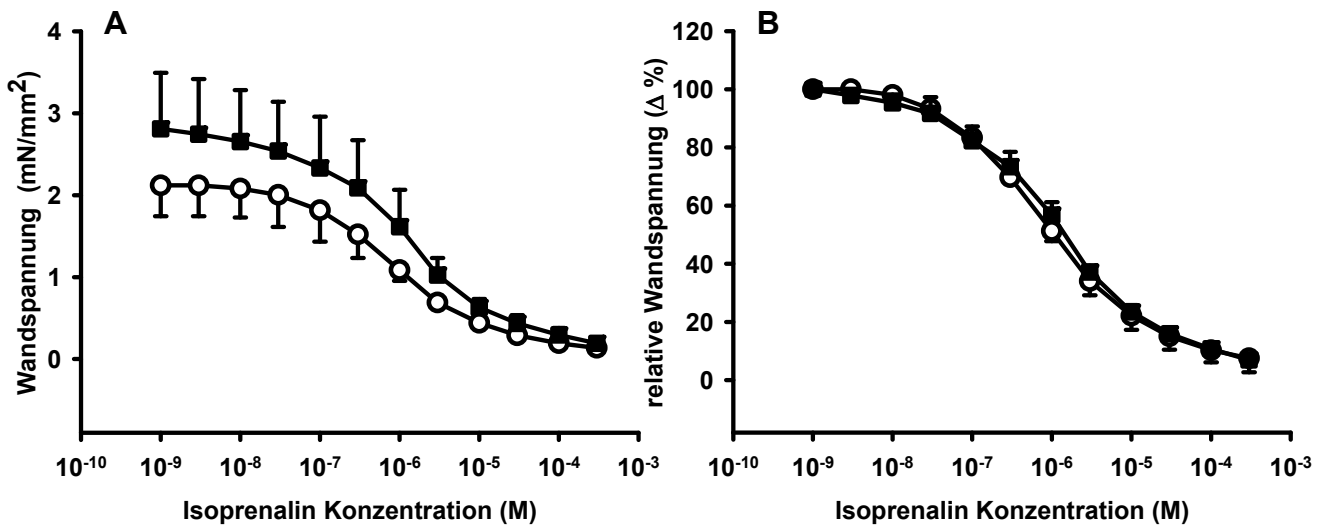 A
Wandspannung (mN/mm²)
4
3
2
1
0
10⁻¹⁰ 10⁻⁹ 10⁻⁸ 10⁻⁷ 10⁻⁶ 10⁻⁵ 10⁻⁴ 10⁻³
Isoprenalin Konzentration (M)
B
relative Wandspannung (Δ %)
120
100
80
60
40
20
0
10⁻¹⁰ 10⁻⁹ 10⁻⁸ 10⁻⁷ 10⁻⁶ 10⁻⁵ 10⁻⁴ 10⁻³
Isoprenalin Konzentration (M)